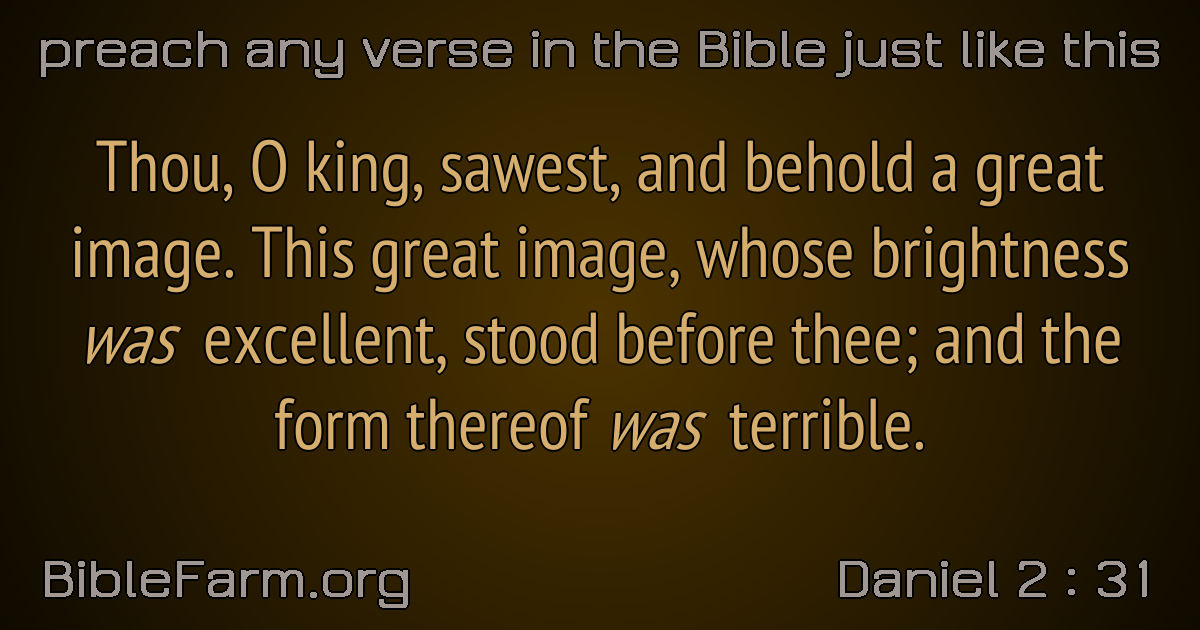 preach any verse in the Bible just like this
Thou, O king, sawest, and behold a great
image. This great image, whose brightness
was excellent, stood before thee; and the
form thereof was terrible.
BibleFarm.org
Daniel 2 : 31